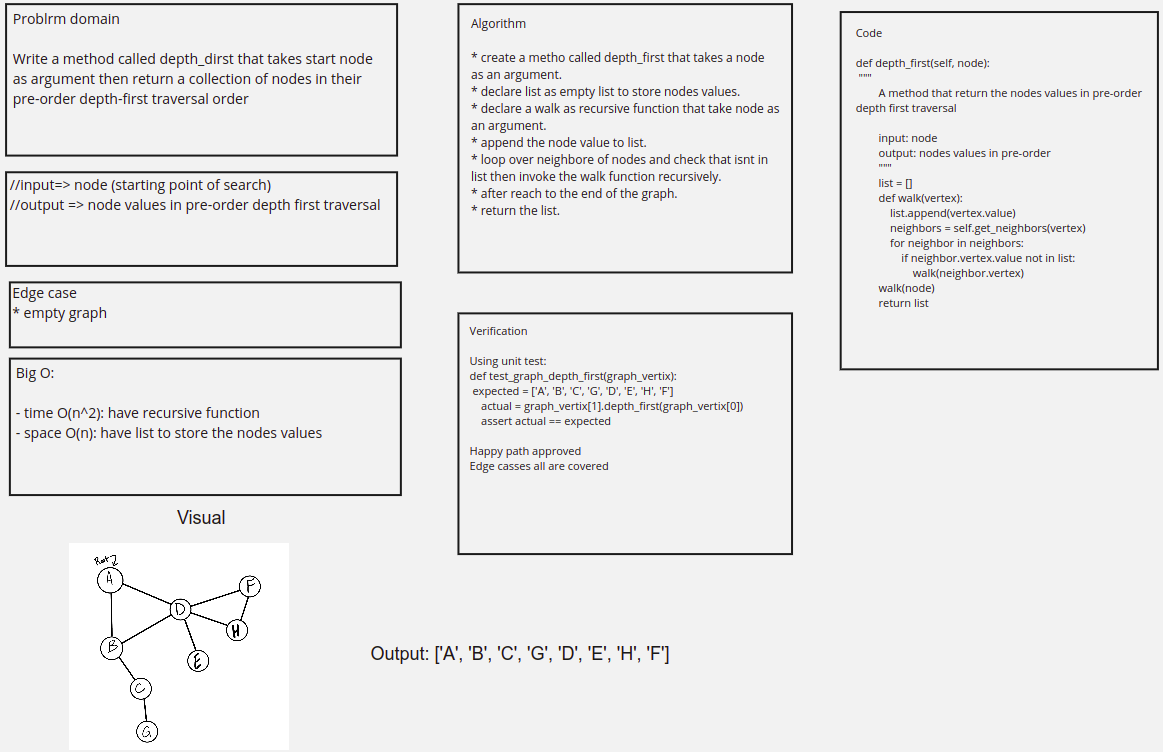 Problrm domain
Write a method called depth_dirst that takes start node
as argument then return a collection of nodes in their
pre-order depth-first traversal order
//input=> node (starting point of search)
//output => node values in pre-order depth first traversal
Edge case
* empty graph
Big O:
- time O(n^2): have recursive function
- space O(n): have list to store the nodes values
Visual
Root
A
B
C
G
D
E
F
H
Algorithm
* create a metho called depth_first that takes a node
as an argument.
* declare list as empty list to store nodes values.
* declare a walk as recursive function that take node as
an argument.
* append the node value to list.
* loop over neighbore of nodes and check that isnt in
list then invoke the walk function recursively.
* after reach to the end of the graph.
* return the list.
Verification
Using unit test:
def test_graph_depth_first(graph_vertix):
expected = ['A', 'B', 'C', 'G', 'D', 'E', 'H', 'F']
actual = graph_vertix[1].depth_first(graph_vertix[0])
assert actual == expected
Happy path approved
Edge casses all are covered
Output: ['A', 'B', 'C', 'G', 'D', 'E', 'H', 'F']
Code
def depth_first(self, node):
"""
A method that return the nodes values in pre-order
depth first traversal
input: node
output: nodes values in pre-order
"""
list = []
def walk(vertex):
list.append(vertex.value)
neighbors = self.get_neighbors(vertex)
for neighbor in neighbors:
if neighbor.vertex.value not in list:
walk(neighbor.vertex)
walk(node)
return list